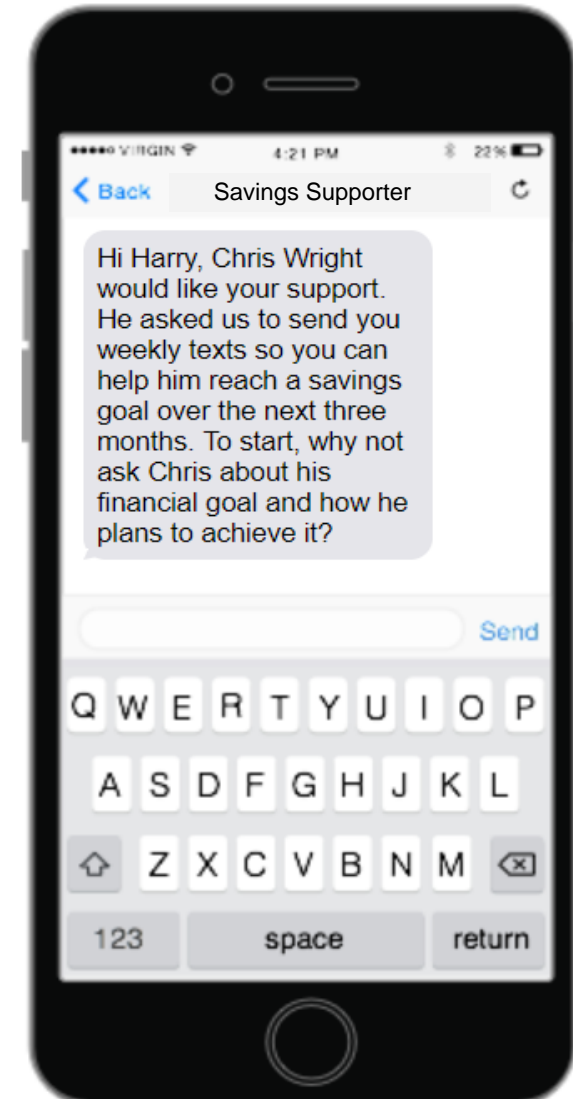 VIRGIN 4:21 PM 22%
Back Savings Supporter
Hi Harry, Chris Wright
would like your support.
He asked us to send you
weekly texts so you can
help him reach a savings
goal over the next three
months. To start, why not
ask Chris about his
financial goal and how he
plans to achieve it?
Send
Q W E R T Y U I O P
A S D F G H J K L
Z X C V B N M
123 space return